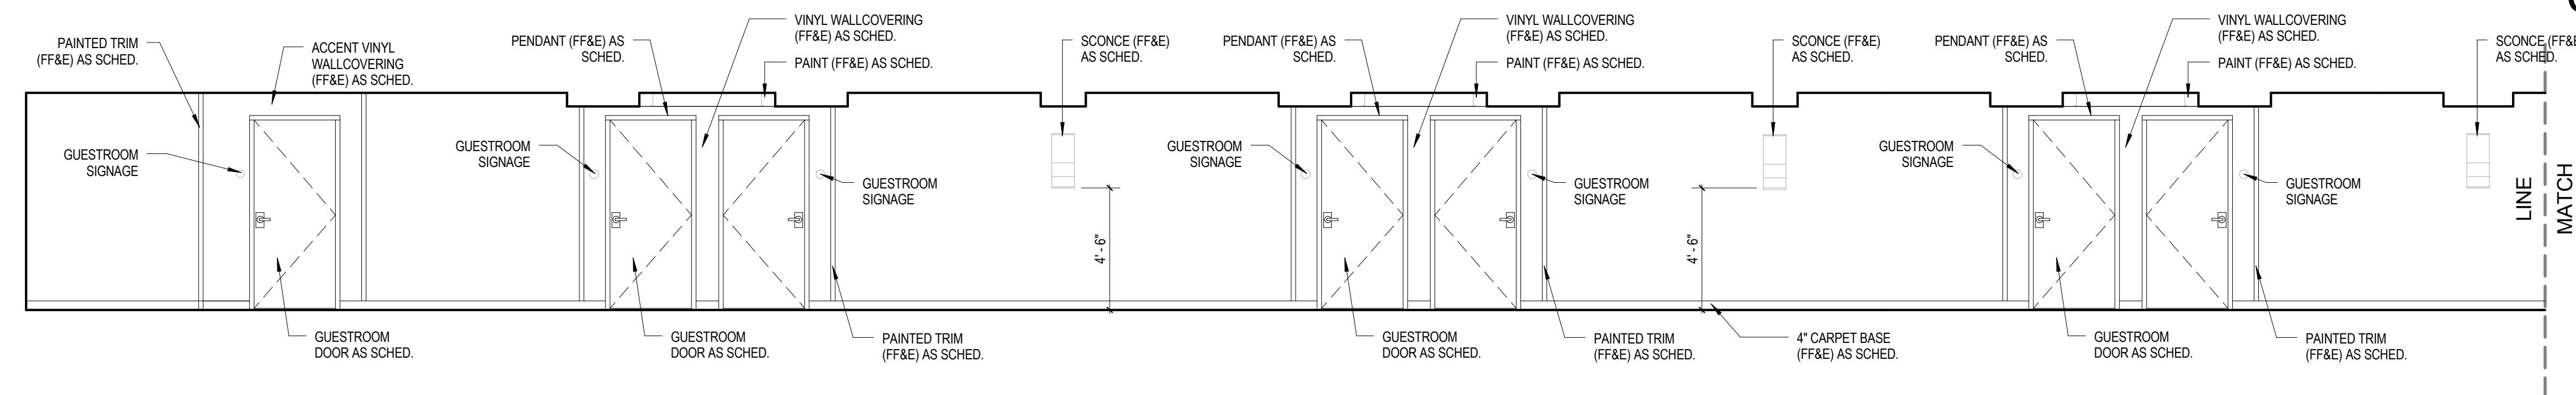 PAINTED TRIM
(FF&E) AS SCHED.
ACCENT VINYL
WALLCOVERING
(FF&E) AS SCHED.
GUESTROOM
SIGNAGE
GUESTROOM
DOOR AS SCHED.
PENDANT (FF&E) AS
SCHED.
VINYL WALLCOVERING
(FF&E) AS SCHED.
PAINT (FF&E) AS SCHED.
GUESTROOM
SIGNAGE
GUESTROOM
SIGNAGE
GUESTROOM
DOOR AS SCHED.
PAINTED TRIM
(FF&E) AS SCHED.
SCONCE (FF&E)
AS SCHED.
4' - 6"
PENDANT (FF&E) AS
SCHED.
VINYL WALLCOVERING
(FF&E) AS SCHED.
PAINT (FF&E) AS SCHED.
GUESTROOM
SIGNAGE
GUESTROOM
SIGNAGE
GUESTROOM
DOOR AS SCHED.
PAINTED TRIM
(FF&E) AS SCHED.
SCONCE (FF&E)
AS SCHED.
4' - 6"
4" CARPET BASE
(FF&E) AS SCHED.
PENDANT (FF&E) AS
SCHED.
VINYL WALLCOVERING
(FF&E) AS SCHED.
PAINT (FF&E) AS SCHED.
GUESTROOM
SIGNAGE
GUESTROOM
SIGNAGE
GUESTROOM
DOOR AS SCHED.
PAINTED TRIM
(FF&E) AS SCHED.
SCONCE (FF&E
AS SCHED.
LINE
MATCH